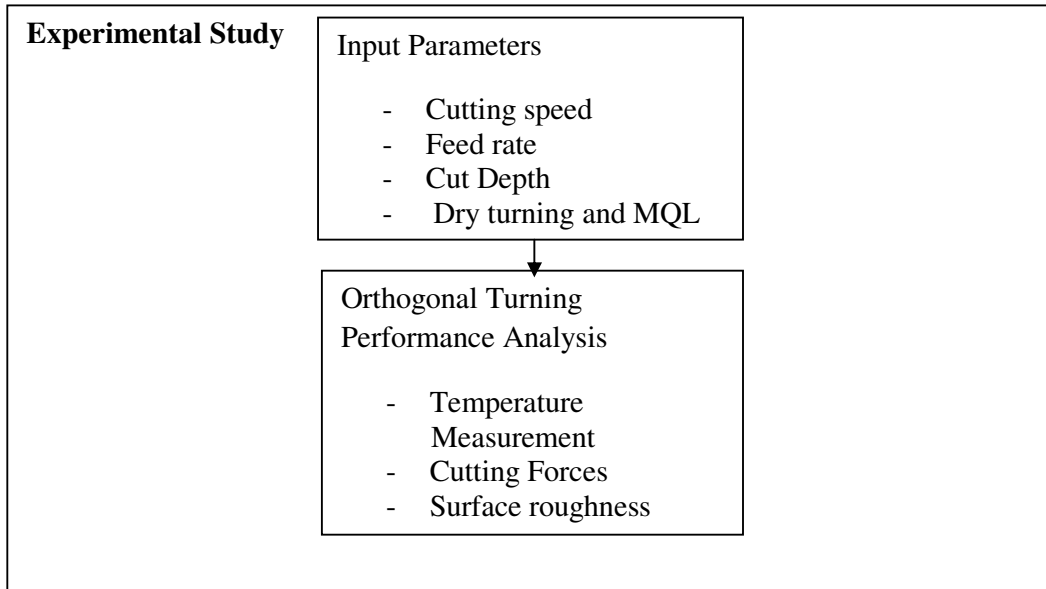 Experimental Study
Input Parameters
- Cutting speed
- Feed rate
- Cut Depth
- Dry turning and MQL
Orthogonal Turning
Performance Analysis
- Temperature
Measurement
- Cutting Forces
- Surface roughness